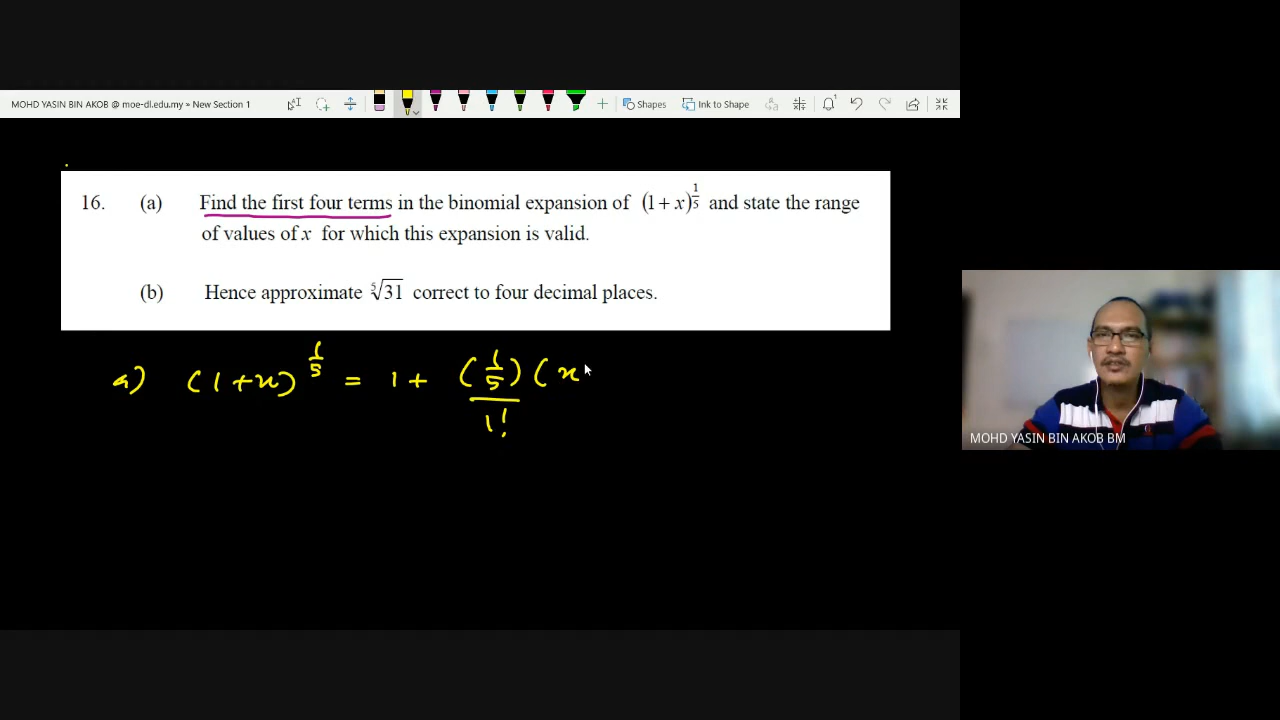 MOHD YASIN BIN AKOB @ moe-dl.edu.my » New Section 1
Shapes
Ink to Shape
16. (a) Find the first four terms in the binomial expansion of (1 + x)^(1/5) and state the range
of values of x for which this expansion is valid.
(b) Hence approximate ⁵√31 correct to four decimal places.
a) (1+x)^(1/5) = 1 + (1/5)/1! (x
MOHD YASIN BIN AKOB BM